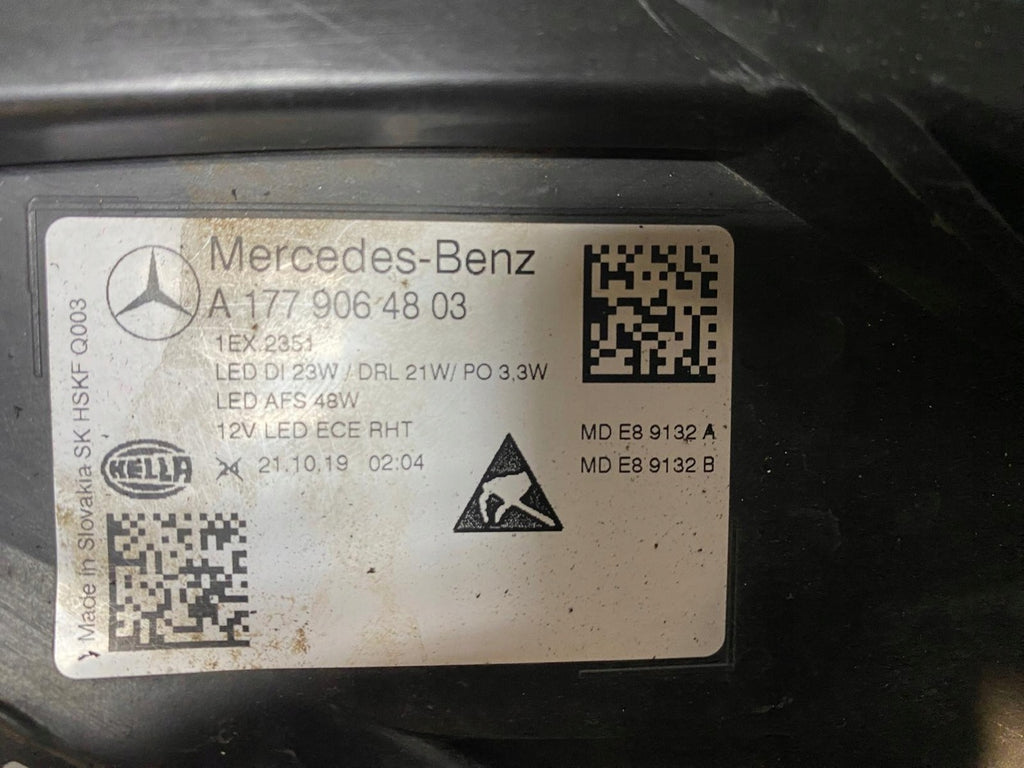 Mercedes-Benz
A 177 906 48 03
1EX.2351
LED DI 23W / DRL 21W/ PO 3,3W
LED AFS 48W
12V LED ECE RHT
HELLA
21.10.19 02:04
MD E8 9132 A
MD E8 9132 B
Made in Slovakia SK HSKF Q003